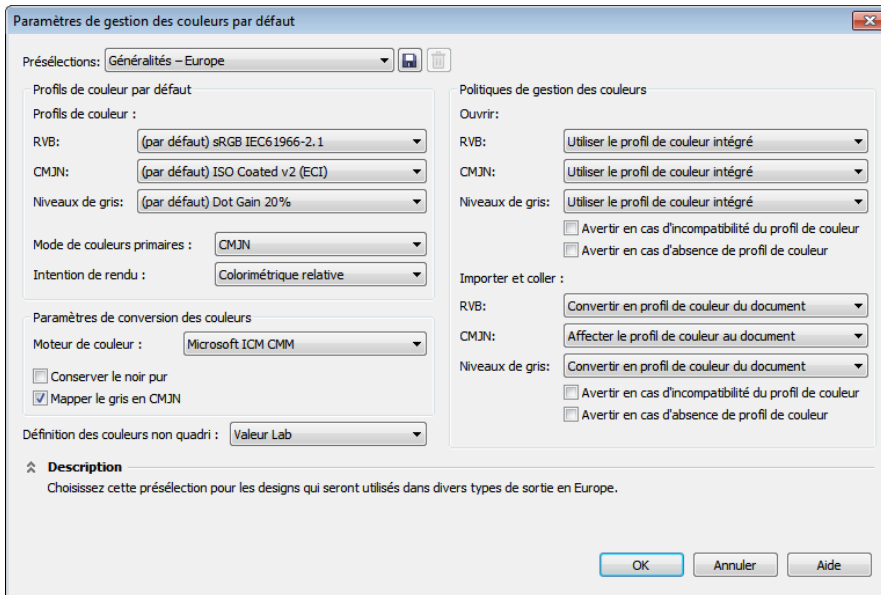 Paramètres de gestion des couleurs par défaut
Présélections: Généralités – Europe
Profils de couleur par défaut
Profils de couleur :
RVB: (par défaut) sRGB IEC61966-2.1
CMJN: (par défaut) ISO Coated v2 (ECI)
Niveaux de gris: (par défaut) Dot Gain 20%
Mode de couleurs primaires : CMJN
Intention de rendu : Colorimétrique relative
Paramètres de conversion des couleurs
Moteur de couleur : Microsoft ICM CMM
Conserver le noir pur
Mapper le gris en CMJN
Définition des couleurs non quadri : Valeur Lab
Politiques de gestion des couleurs
Ouvrir:
RVB: Utiliser le profil de couleur intégré
CMJN: Utiliser le profil de couleur intégré
Niveaux de gris: Utiliser le profil de couleur intégré
Avertir en cas d'incompatibilité du profil de couleur
Avertir en cas d'absence de profil de couleur
Importer et coller :
RVB: Convertir en profil de couleur du document
CMJN: Affecter le profil de couleur au document
Niveaux de gris: Convertir en profil de couleur du document
Avertir en cas d'incompatibilité du profil de couleur
Avertir en cas d'absence de profil de couleur
Description
Choisissez cette présélection pour les designs qui seront utilisés dans divers types de sortie en Europe.
OK Annuler Aide